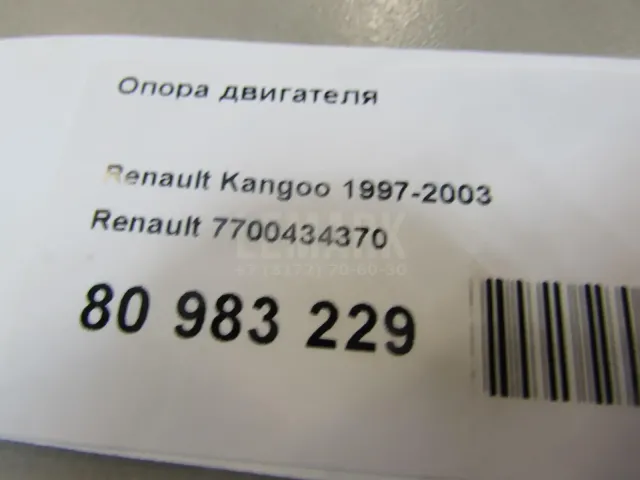 Опора двигателя
Renault Kangoo 1997-2003
Renault 7700434370
80 983 229